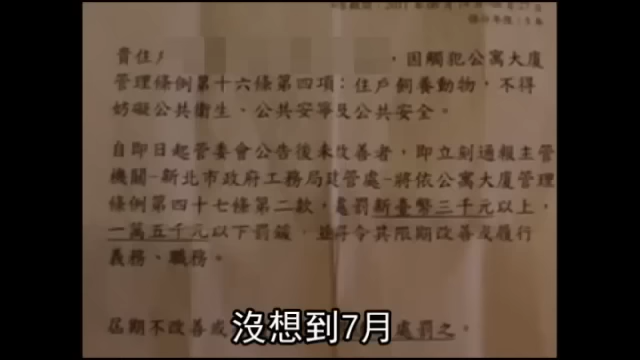 貴住戶，因觸犯公寓大廈
管理條例第十六條第四項：住戶飼養動物，不得
妨礙公共衛生、公共安寧及公共安全。
自即日起管委會公告後未改善者，即立刻通報主管
機關-新北市政府工務局建管處-將依公寓大廈管理
條例第四十七條第二款，處罰新臺幣三千元以上，
一萬五千元以下罰鍰，並得令其限期改善或履行
義務、職務。
屆期不改善或
處罰之。
沒想到7月